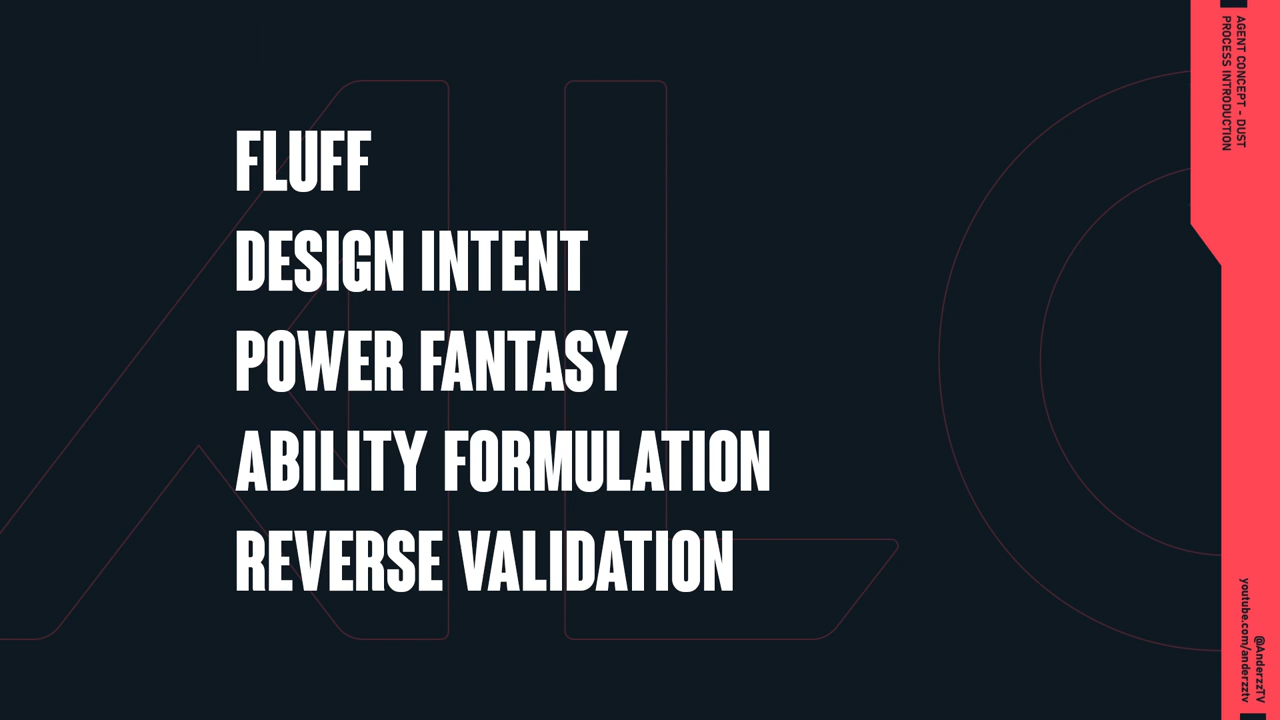 FLUFF
DESIGN INTENT
POWER FANTASY
ABILITY FORMULATION
REVERSE VALIDATION
AGENT CONCEPT - DUST
PROCESS INTRODUCTION
@AnderzzTV
youtube.com/anderzztv